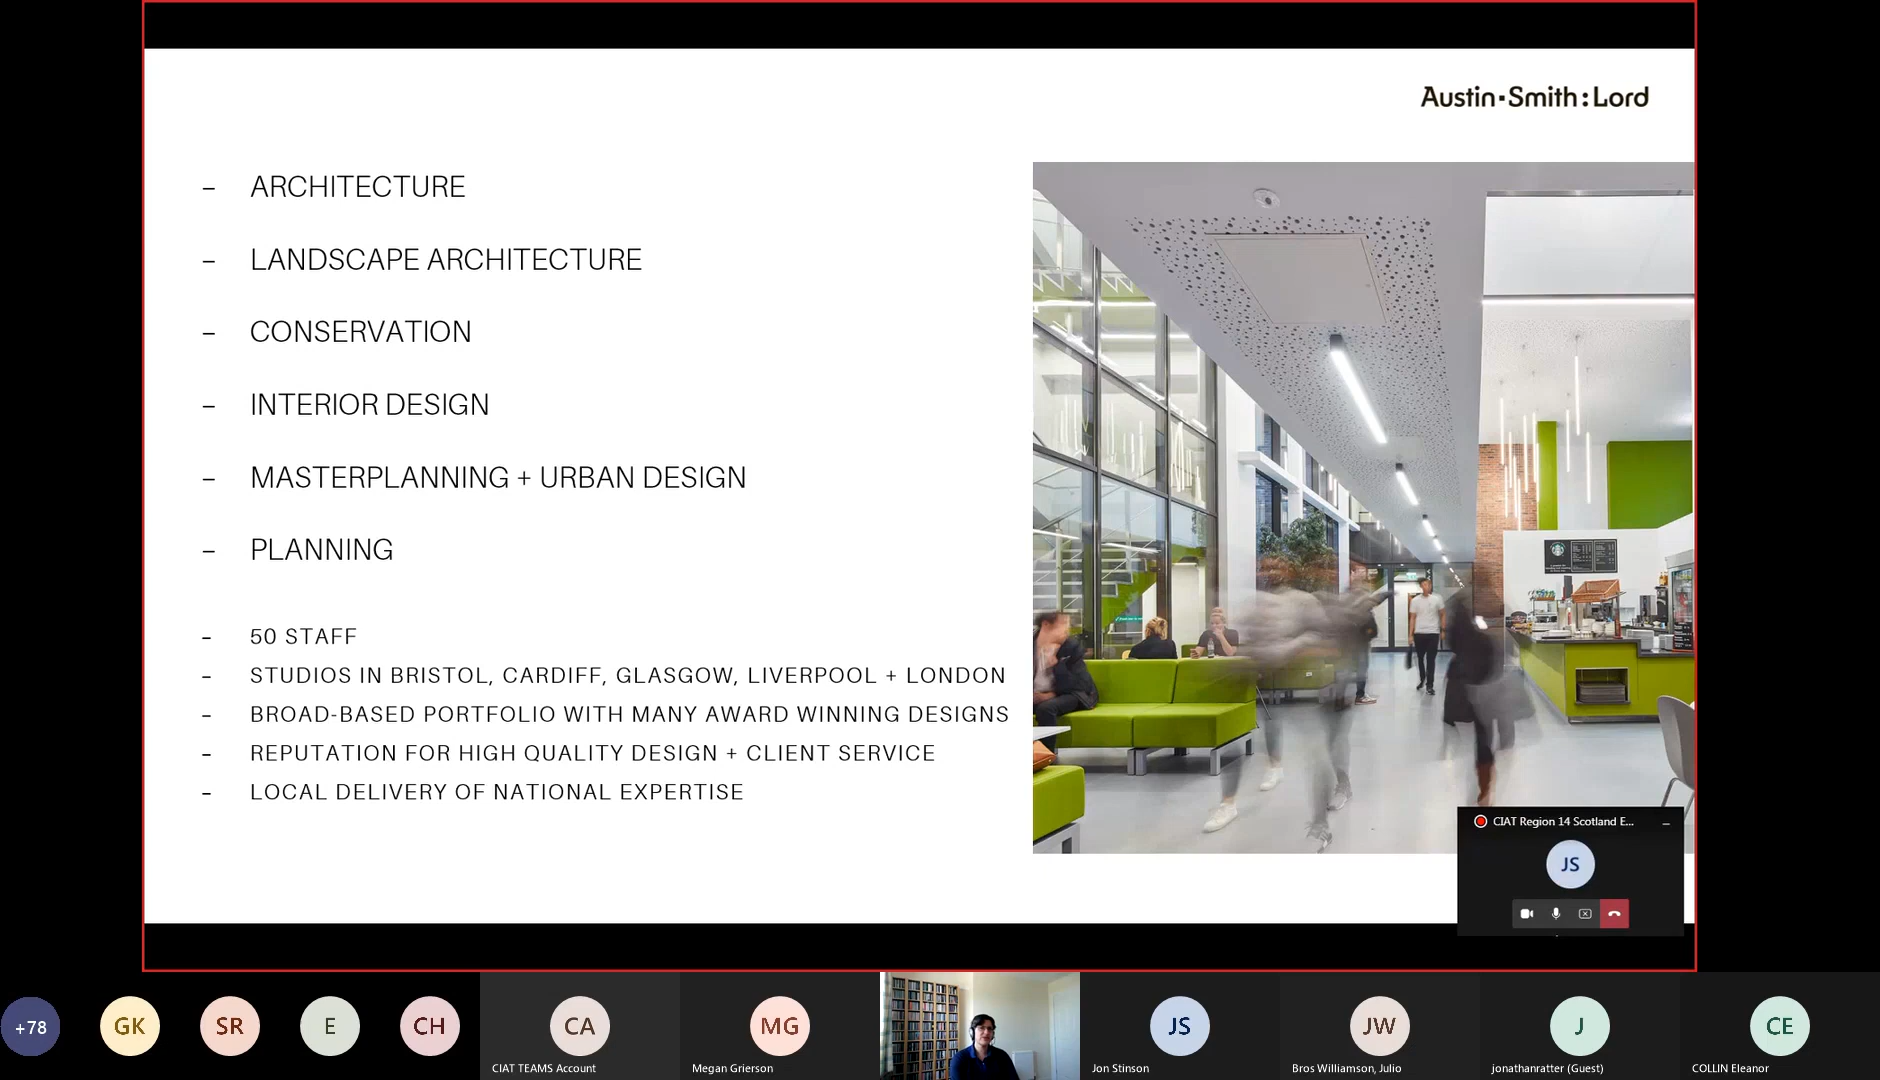 Austin·Smith:Lord
– ARCHITECTURE
– LANDSCAPE ARCHITECTURE
– CONSERVATION
– INTERIOR DESIGN
– MASTERPLANNING + URBAN DESIGN
– PLANNING
- 50 STAFF
- STUDIOS IN BRISTOL, CARDIFF, GLASGOW, LIVERPOOL + LONDON
- BROAD-BASED PORTFOLIO WITH MANY AWARD WINNING DESIGNS
- REPUTATION FOR HIGH QUALITY DESIGN + CLIENT SERVICE
- LOCAL DELIVERY OF NATIONAL EXPERTISE
CIAT Region 14 Scotland E...
JS
+78
GK
SR
E
CH
CA
MG
JS
JW
J
CE
CIAT TEAMS Account
Megan Grierson
Jon Stinson
Bros Williamson, Julio
jonathanratter (Guest)
COLLIN Eleanor